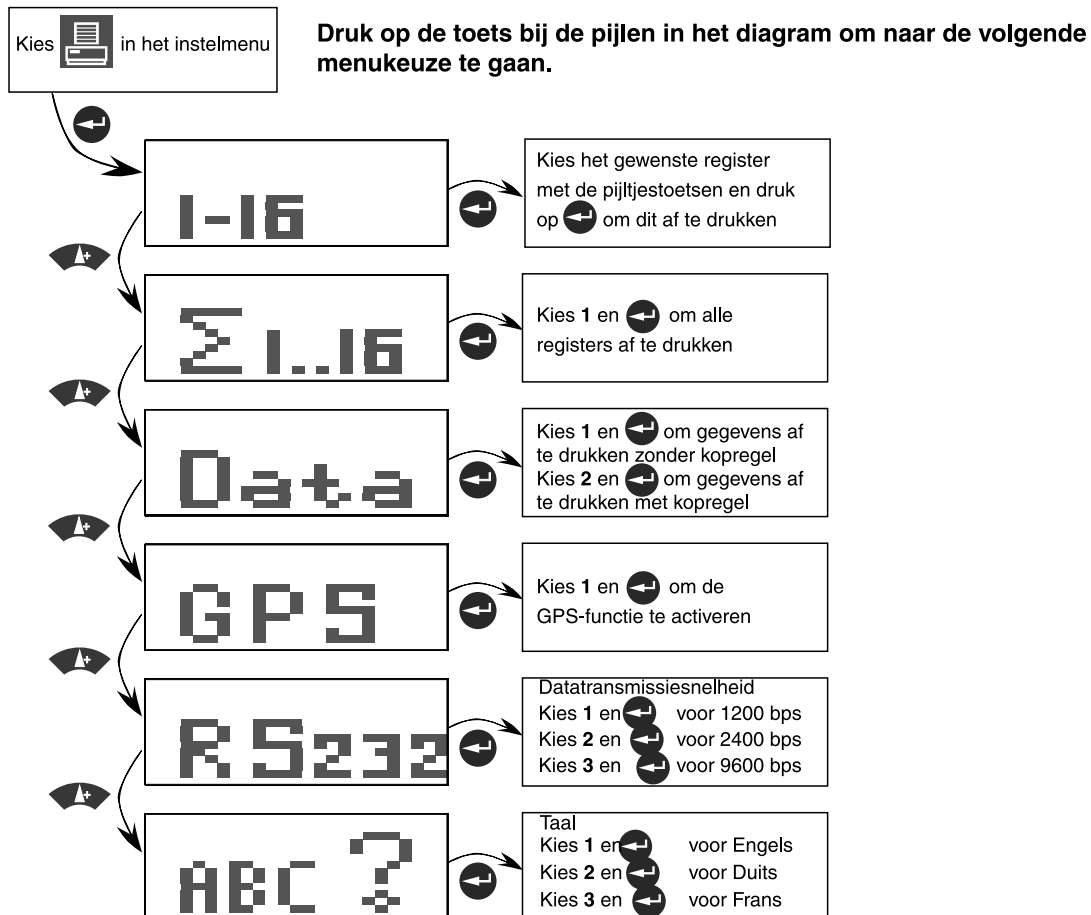 Kies in het instelmenu
Druk op de toets bij de pijlen in het diagram om naar de volgende
menukeuze te gaan.
1-16
Kies het gewenste register
met de pijltjestoetsen en druk
op om dit af te drukken
Σ 1..16
Kies 1 en om alle
registers af te drukken
Data
Kies 1 en om gegevens af
te drukken zonder kopregel
Kies 2 en om gegevens af
te drukken met kopregel
GPS
Kies 1 en om de
GPS-functie te activeren
RS232
Datatransmissiesnelheid
Kies 1 en voor 1200 bps
Kies 2 en voor 2400 bps
Kies 3 en voor 9600 bps
ABC ?
Taal
Kies 1 en voor Engels
Kies 2 en voor Duits
Kies 3 en voor Frans